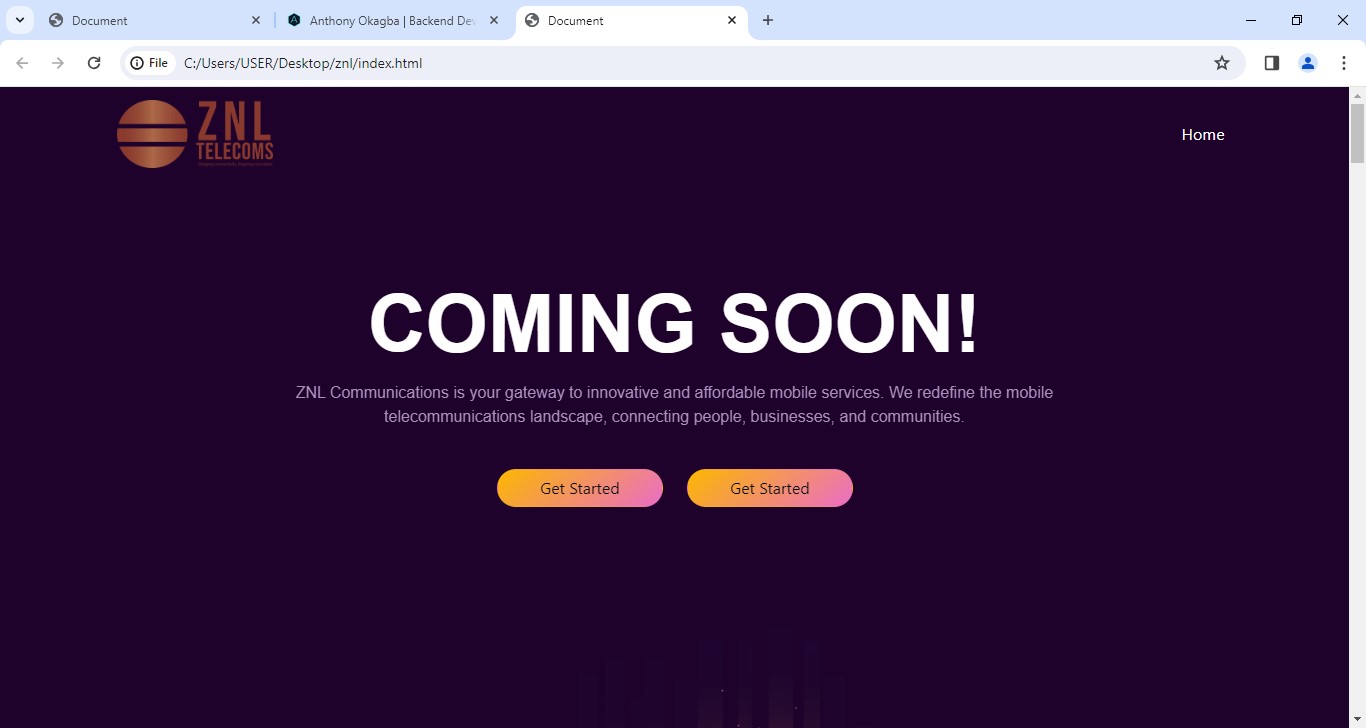 Document
Anthony Okagba | Backend Dev
Document
File
C:/Users/USER/Desktop/znl/index.html
ZNL
TELECOMS
Home
COMING SOON!
ZNL Communications is your gateway to innovative and affordable mobile services. We redefine the mobile
telecommunications landscape, connecting people, businesses, and communities.
Get Started
Get Started